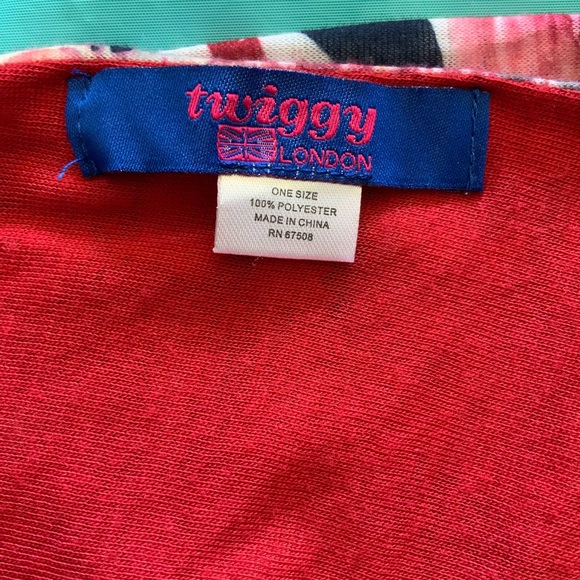 twiggy
LONDON
ONE SIZE
100% POLYESTER
MADE IN CHINA
RN 67508